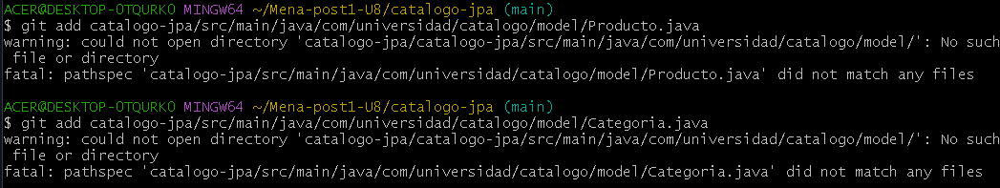 ACER@DESKTOP-OTQURKO MINGW64 ~/Mena-post1-U8/catalogo-jpa (main)
$ git add catalogo-jpa/src/main/java/com/universidad/catalogo/model/Producto.java
warning: could not open directory 'catalogo-jpa/src/main/java/com/universidad/catalogo/model/': No such
 file or directory
fatal: pathspec 'catalogo-jpa/src/main/java/com/universidad/catalogo/model/Producto.java' did not match any files
ACER@DESKTOP-OTQURKO MINGW64 ~/Mena-post1-U8/catalogo-jpa (main)
$ git add catalogo-jpa/src/main/java/com/universidad/catalogo/model/Categoria.java
warning: could not open directory 'catalogo-jpa/src/main/java/com/universidad/catalogo/model/': No such
 file or directory
fatal: pathspec 'catalogo-jpa/src/main/java/com/universidad/catalogo/model/Categoria.java' did not match any files